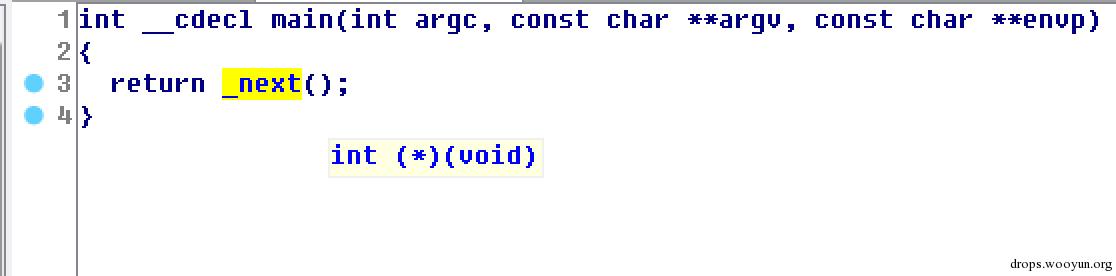 1 int __cdecl main(int argc, const char **argv, const char **envp)
2 {
3 return _next();
4 }
int (*)(void)
drops.wooyun.org